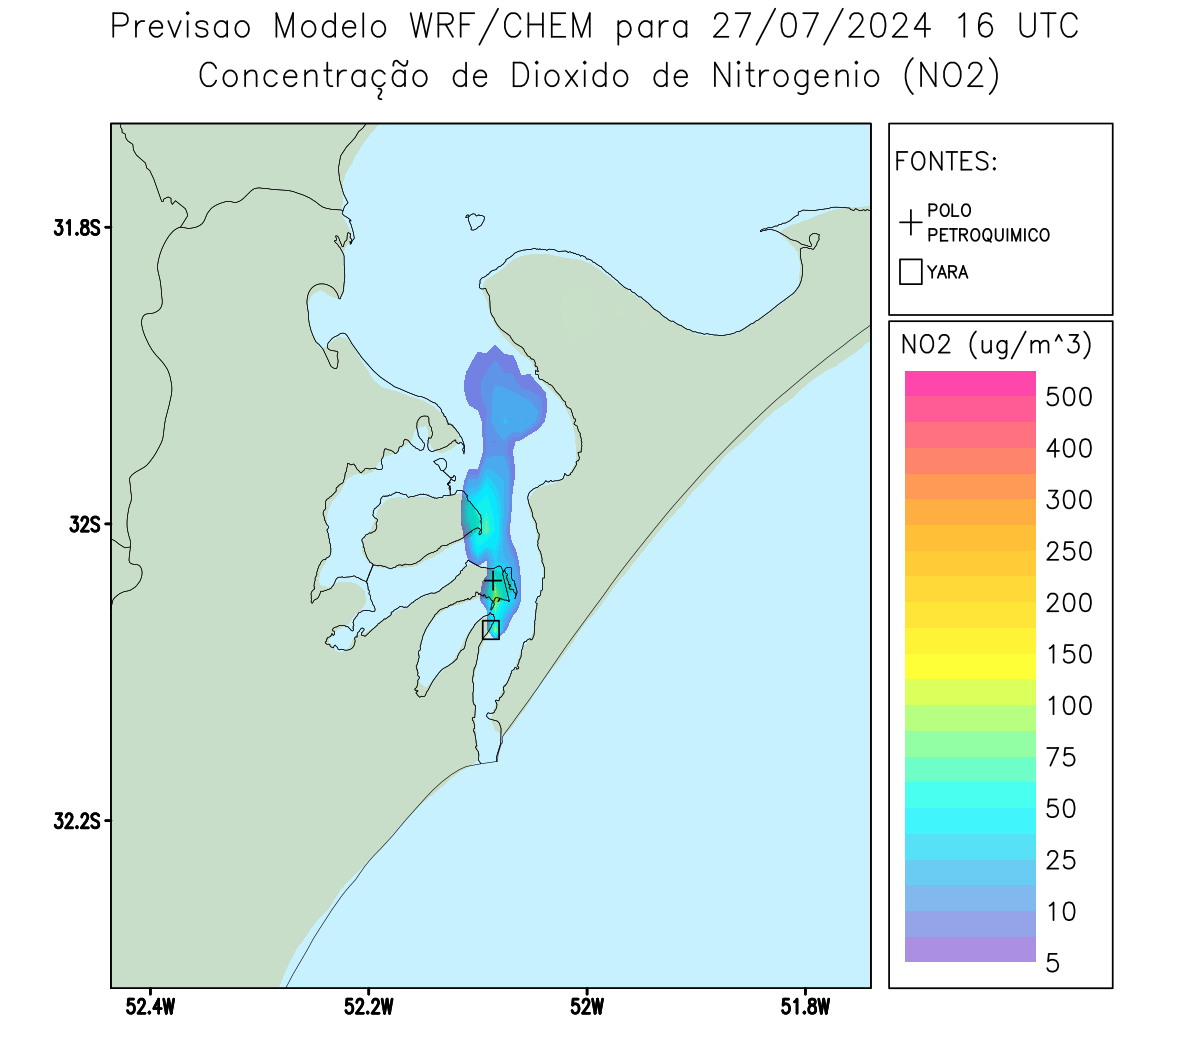 Previsao Modelo WRF/CHEM para 27/07/2024 16 UTC
Concentração de Dioxido de Nitrogenio (NO2)
FONTES:
POLO
PETROQUIMICO
YARA
NO2 (ug/m^3)
500
400
300
250
200
150
100
75
50
25
10
5
31.8S
32S
32.2S
52.4W
52.2W
52W
51.8W